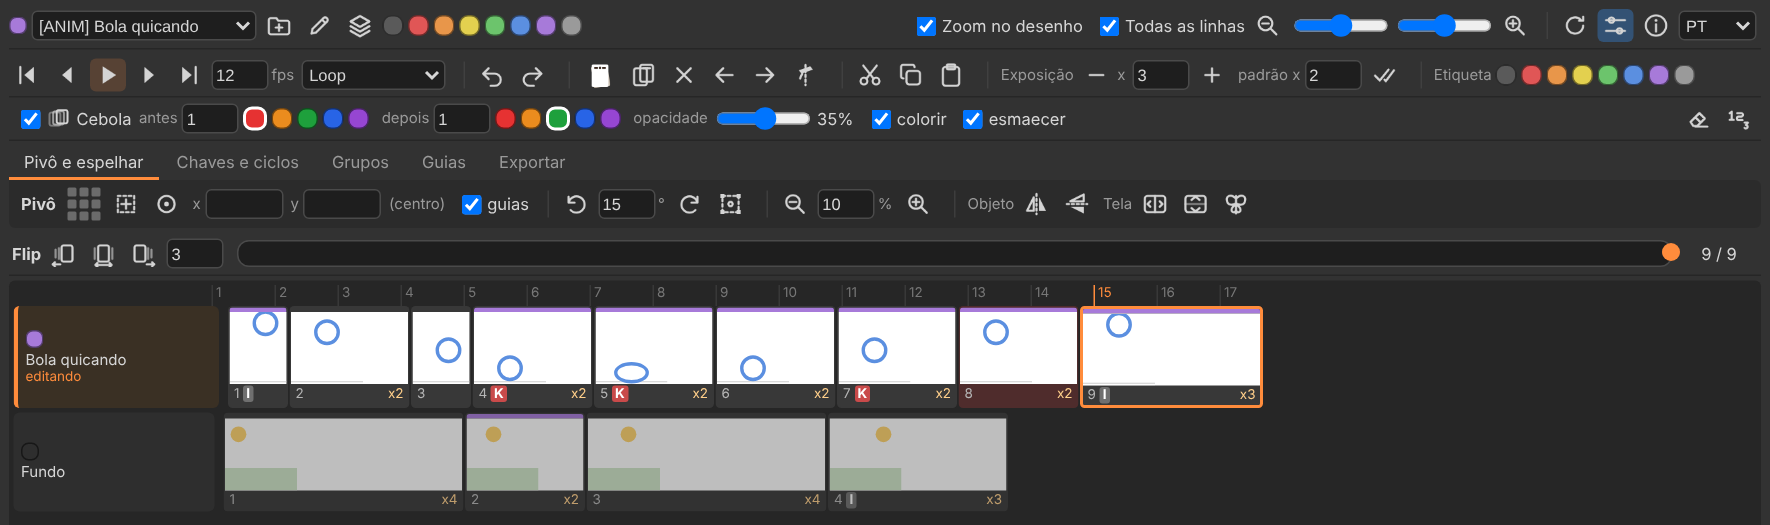 [ANIM] Bola quicando Zoom no desenho Todas as linhas PT
12 fps Loop Exposição x 3 padrão x 2 Etiqueta
Cebola antes 1 depois 1 opacidade 35% colorir esmaecer 12 3
Pivô e espelhar Chaves e ciclos Grupos Guias Exportar
Pivô x y (centro) guias 15 ° 10 % Objeto Tela
Flip 3 9 / 9
1 2 3 4 5 6 7 8 9 10 11 12 13 14 15 16 17
Bola quicando
editando
1 I 2 x2 3 4 K x2 5 K x2 6 x2 7 K x2 8 x2 9 I x3
Fundo
1 x4 2 x2 3 x4 4 I x3